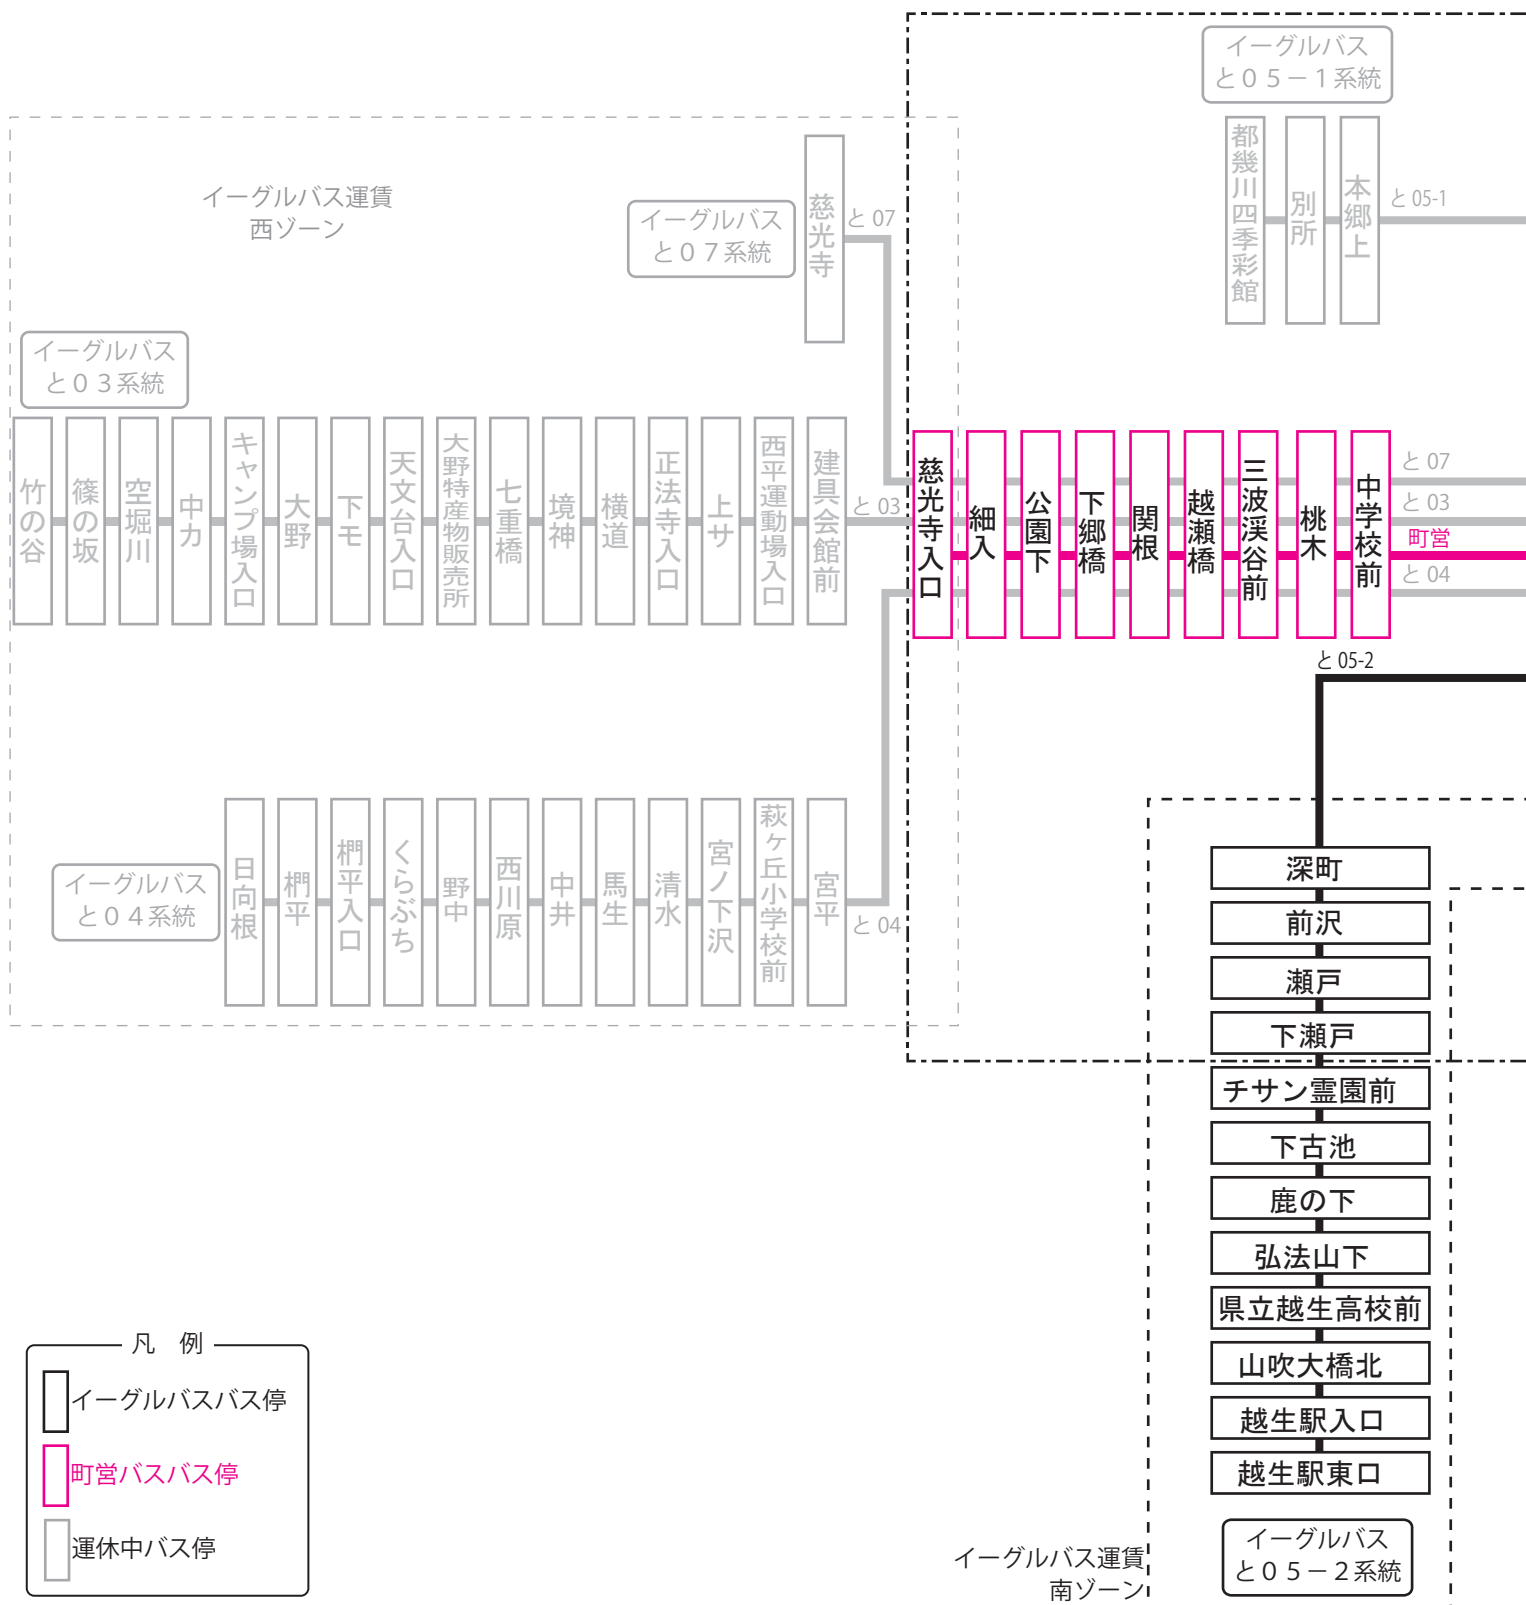 イーグルバス
と０５－１系統
都幾川四季彩館
別所
本郷上
と 05-1
イーグルバス運賃
西ゾーン
イーグルバス
と０７系統
慈光寺
と 07
イーグルバス
と０３系統
竹の谷
篠の坂
空堀川
中カ
キャンプ場入口
大野
下モ
天文台入口
大野特産物販売所
七重橋
境神
横道
正法寺入口
上サ
西平運動場入口
建具会館前
と 03
慈光寺入口
細入
公園下
下郷橋
関根
越瀬橋
三波渓谷前
桃木
中学校前
と 07
と 03
町営
と 04
と 05-2
イーグルバス
と０４系統
日向根
椚平
椚平入口
くらぶち
野中
西川原
中井
馬生
清水
宮ノ下沢
萩ヶ丘小学校前
宮平
と 04
深町
前沢
瀬戸
下瀬戸
チサン霊園前
下古池
鹿の下
弘法山下
県立越生高校前
山吹大橋北
越生駅入口
越生駅東口
イーグルバス
と０５－２系統
イーグルバス運賃
南ゾーン
凡　例
イーグルバスバス停
町営バスバス停
運休中バス停